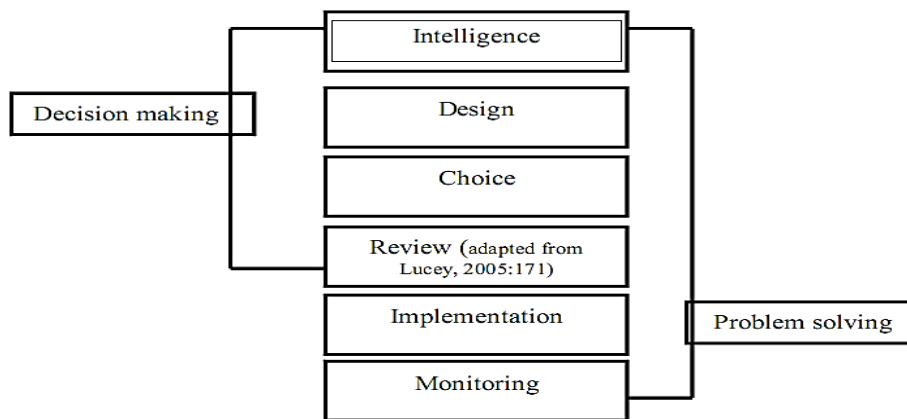 Intelligence
Decision making
Design
Choice
Review (adapted from
Lucey, 2005:171)
Implementation
Problem solving
Monitoring